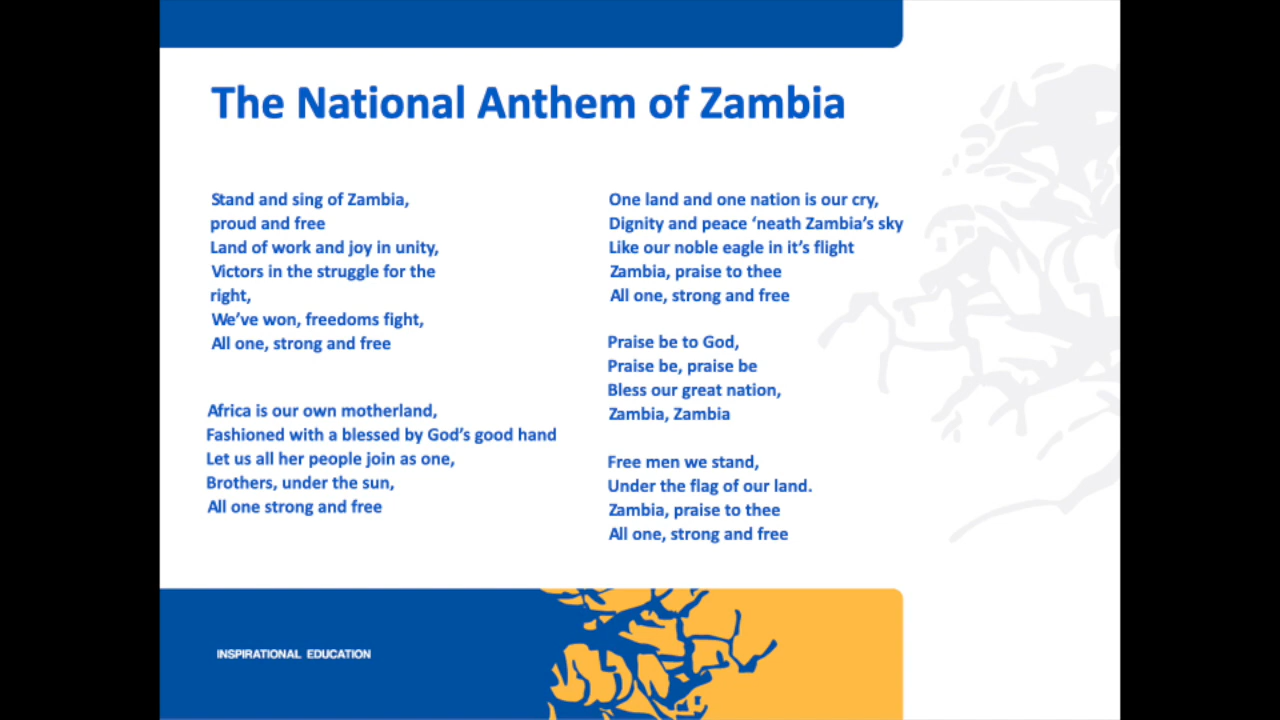 The National Anthem of Zambia
Stand and sing of Zambia,
proud and free
Land of work and joy in unity,
Victors in the struggle for the
right,
We've won, freedoms fight,
All one, strong and free
Africa is our own motherland,
Fashioned with a blessed by God's good hand
Let us all her people join as one,
Brothers, under the sun,
All one strong and free
One land and one nation is our cry,
Dignity and peace ‘neath Zambia's sky
Like our noble eagle in it's flight
Zambia, praise to thee
All one, strong and free
Praise be to God,
Praise be, praise be
Bless our great nation,
Zambia, Zambia
Free men we stand,
Under the flag of our land.
Zambia, praise to thee
All one, strong and free
INSPIRATIONAL EDUCATION